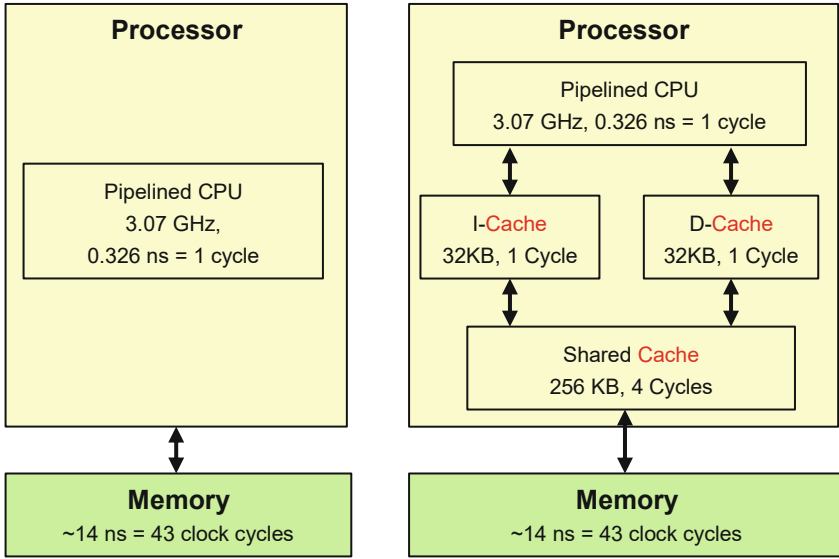 Processor
Pipelined CPU
3.07 GHz,
0.326 ns = 1 cycle
Memory
~14 ns = 43 clock cycles
Processor
Pipelined CPU
3.07 GHz, 0.326 ns = 1 cycle
I-Cache
32KB, 1 Cycle
D-Cache
32KB, 1 Cycle
Shared Cache
256 KB, 4 Cycles
Memory
~14 ns = 43 clock cycles